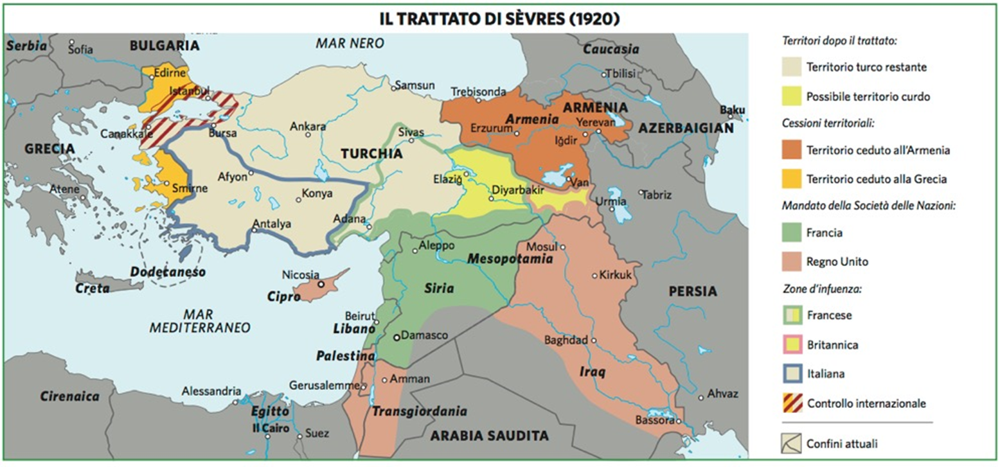 IL TRATTATO DI SÈVRES (1920)
Serbia
Sofia
BULGARIA
MAR NERO
Caucasia
Tbilisi
Edirne
Istanbul
Samsun
Trebisonda
ARMENIA
Armenia
Yerevan
Baku
AZERBAIGIAN
Erzurum
Iğdir
Canakkale
Bursa
Ankara
Sivas
GRECIA
TURCHIA
Afyon
Elaziğ
Van
Smirne
Konya
Diyarbakir
Atene
Tabriz
Urmia
Antalya
Adana
Aleppo
Mosul
Mesopotamia
Dodecaneso
Nicosia
Kirkuk
Creta
Cipro
Siria
PERSIA
MAR
MEDITERRANEO
Beirut
Libano
Damasco
Baghdad
Palestina
Iraq
Amman
Gerusalemme
Alessandria
Cirenaica
Ahvaz
Egitto
Transgiordania
Bassora
Il Cairo
Suez
ARABIA SAUDITA
Territori dopo il trattato:
Territorio turco restante
Possibile territorio curdo
Cessioni territoriali:
Territorio ceduto all'Armenia
Territorio ceduto alla Grecia
Mandato della Società delle Nazioni:
Francia
Regno Unito
Zone d'infuenza:
Francese
Britannica
Italiana
Controllo internazionale
Confini attuali